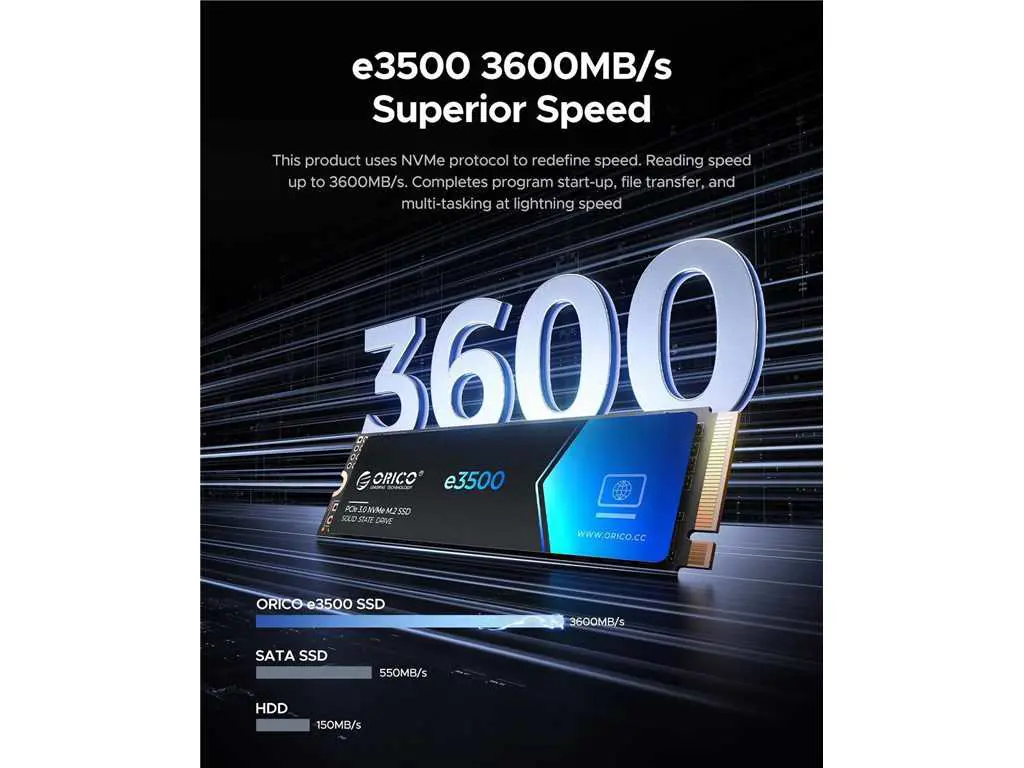 e3500 3600MB/s
Superior Speed
This product uses NVMe protocol to redefine speed. Reading speed
up to 3600MB/s. Completes program start-up, file transfer, and
multi-tasking at lightning speed
3600
ORICO®
LEADING TECHNOLOGY
e3500
PCIe 3.0 NVMe M.2 SSD
SOLID STATE DRIVE
WWW.ORICO.CC
ORICO e3500 SSD
3600MB/s
SATA SSD
550MB/s
HDD
150MB/s